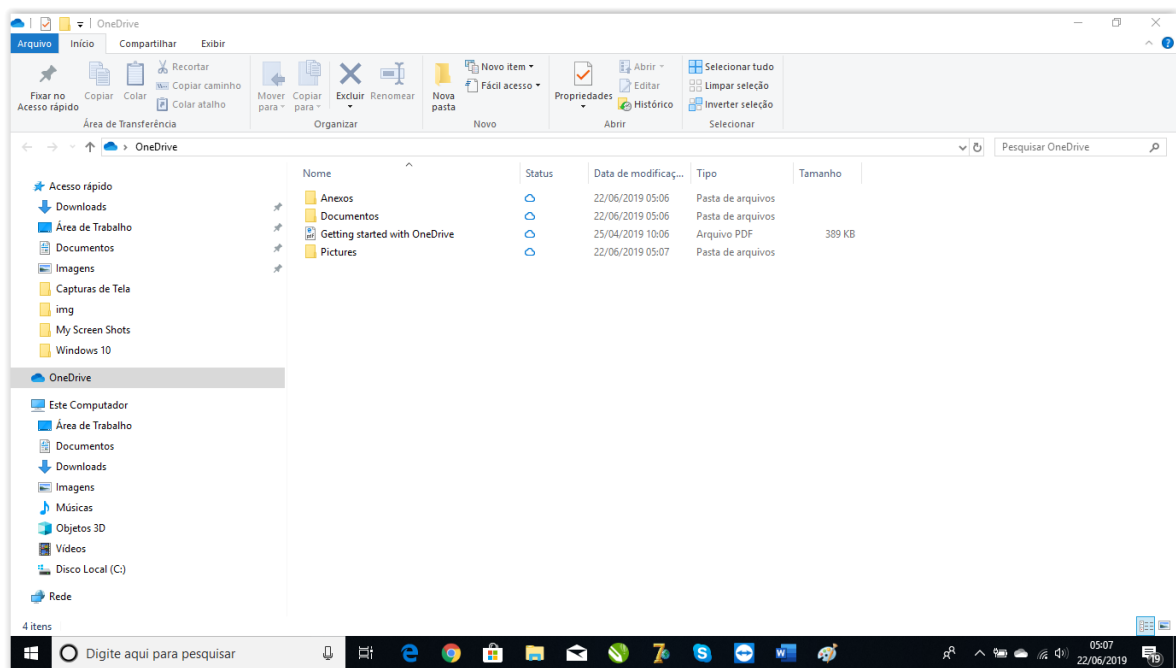 OneDrive
Arquivo Início Compartilhar Exibir
Fixar no Acesso rápido
Copiar
Colar
Recortar
Copiar caminho
Colar atalho
Área de Transferência
Mover para
Copiar para
Excluir
Renomear
Organizar
Nova pasta
Novo item
Fácil acesso
Novo
Propriedades
Abrir
Editar
Histórico
Abrir
Selecionar tudo
Limpar seleção
Inverter seleção
Selecionar
OneDrive
Pesquisar OneDrive
Acesso rápido
Downloads
Área de Trabalho
Documentos
Imagens
Capturas de Tela
img
My Screen Shots
Windows 10
OneDrive
Este Computador
Área de Trabalho
Documentos
Downloads
Imagens
Músicas
Objetos 3D
Vídeos
Disco Local (C:)
Rede
Nome Status Data de modificaç... Tipo Tamanho
Anexos 22/06/2019 05:06 Pasta de arquivos
Documentos 22/06/2019 05:06 Pasta de arquivos
Getting started with OneDrive 25/04/2019 10:06 Arquivo PDF 389 KB
Pictures 22/06/2019 05:07 Pasta de arquivos
4 itens
Digite aqui para pesquisar
05:07
22/06/2019
19